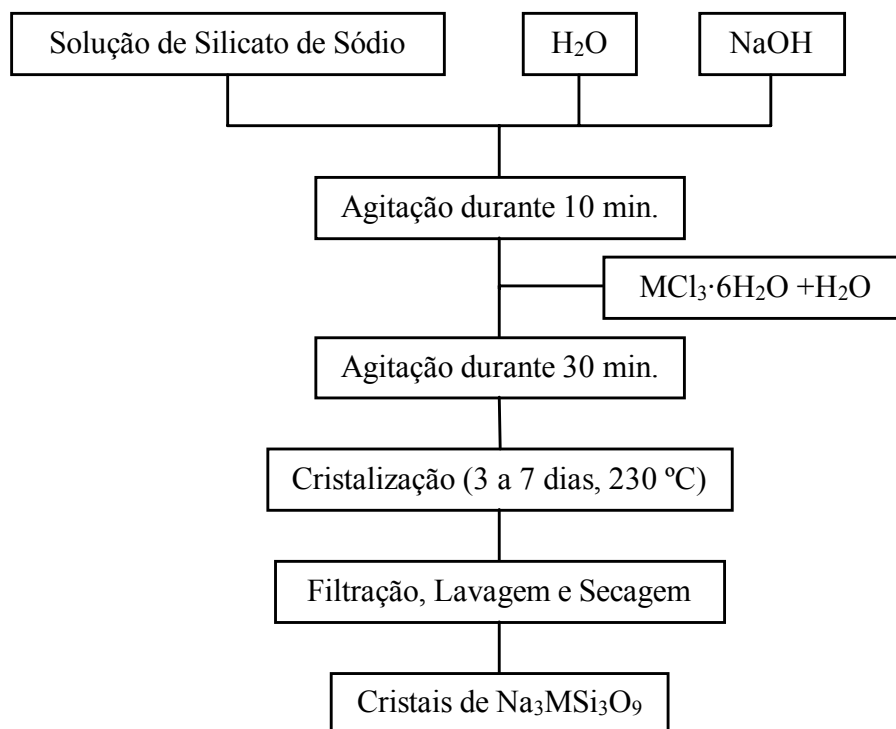 Solução de Silicato de Sódio
H₂O
NaOH
Agitação durante 10 min.
MCl₃·6H₂O +H₂O
Agitação durante 30 min.
Cristalização (3 a 7 dias, 230 ºC)
Filtração, Lavagem e Secagem
Cristais de Na₃MSi₃O₉